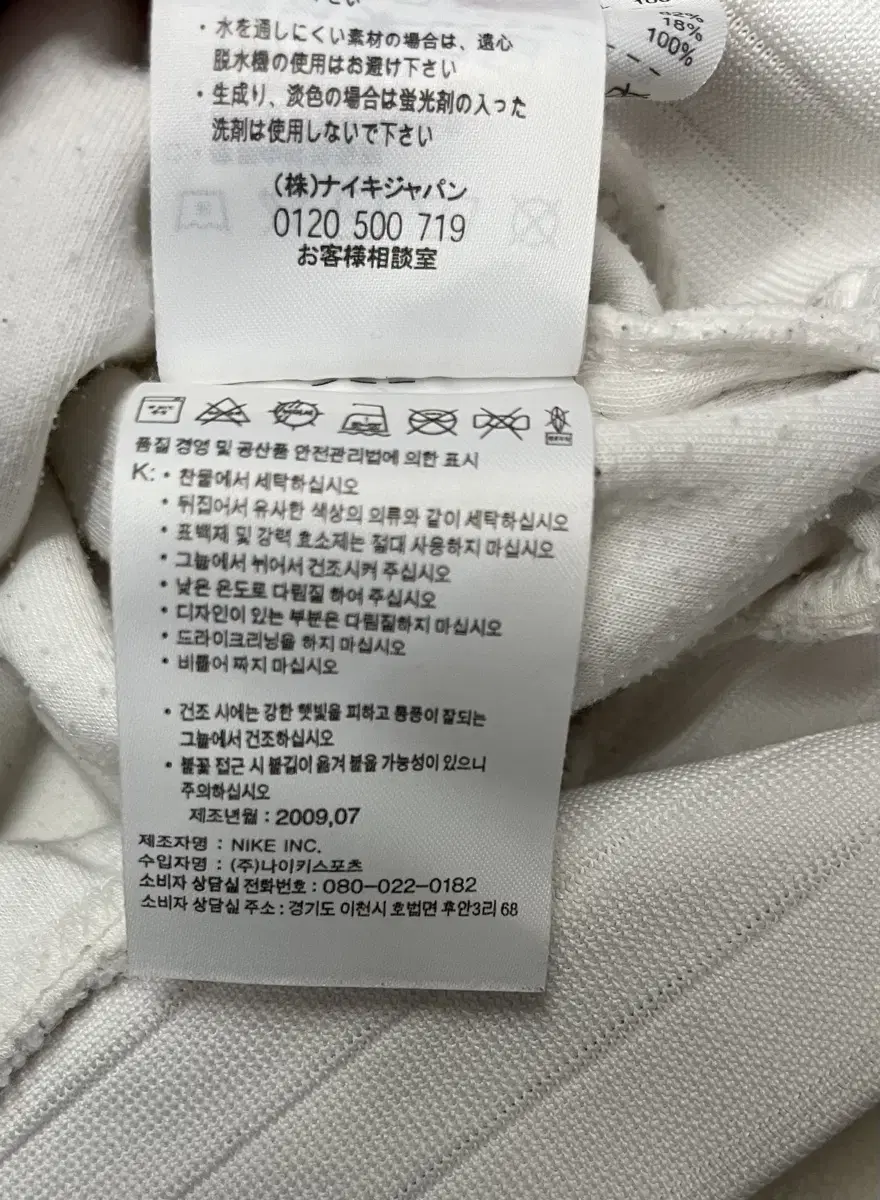 ・水を通しにくい素材の場合は、遠心
脱水機の使用はお避け下さい
・生成り、淡色の場合は蛍光剤の入った
洗剤は使用しないで下さい
(株)ナイキジャパン
0120 500 719
お客様相談室
18%
100%
품질 경영 및 공산품 안전관리법에 의한 표시
K: • 찬물에서 세탁하십시오
• 뒤집어서 유사한 색상의 의류와 같이 세탁하십시오
• 표백제 및 강력 효소제는 절대 사용하지 마십시오
• 그늘에서 뉘어서 건조시켜 주십시오
• 낮은 온도로 다림질 하여 주십시오
• 디자인이 있는 부분은 다림질하지 마십시오
• 드라이크리닝을 하지 마십시오
• 비틀어 짜지 마십시오
• 건조 시에는 강한 햇빛을 피하고 통풍이 잘되는
그늘에서 건조하십시오
• 불꽃 접근 시 불길이 옮겨 붙을 가능성이 있으니
주의하십시오
제조년월 : 2009,07
제조자명 : NIKE INC.
수입자명 : (주)나이키스포츠
소비자 상담실 전화번호 : 080-022-0182
소비자 상담실 주소 : 경기도 이천시 호법면 후안3리 68